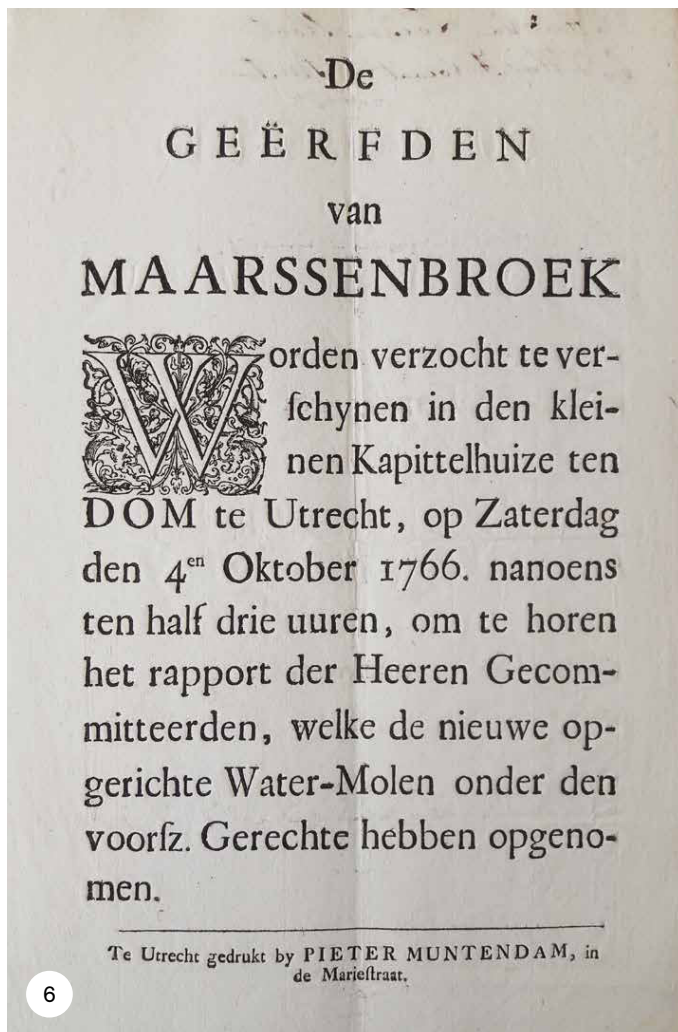 De
GEËRFDEN
van
MAARSSENBROEK
Worden verzocht te ver-
ſchynen in den klei-
nen Kapittelhuize ten
DOM te Utrecht, op Zaterdag
den 4en Oktober 1766. nanoens
ten half drie uuren, om te horen
het rapport der Heeren Gecom-
mitteerden, welke de nieuwe op-
gerichte Water-Molen onder den
voorſz. Gerechte hebben opgeno-
men.
Te Utrecht gedrukt by PIETER MUNTENDAM, in
de Marieſtraat.
6